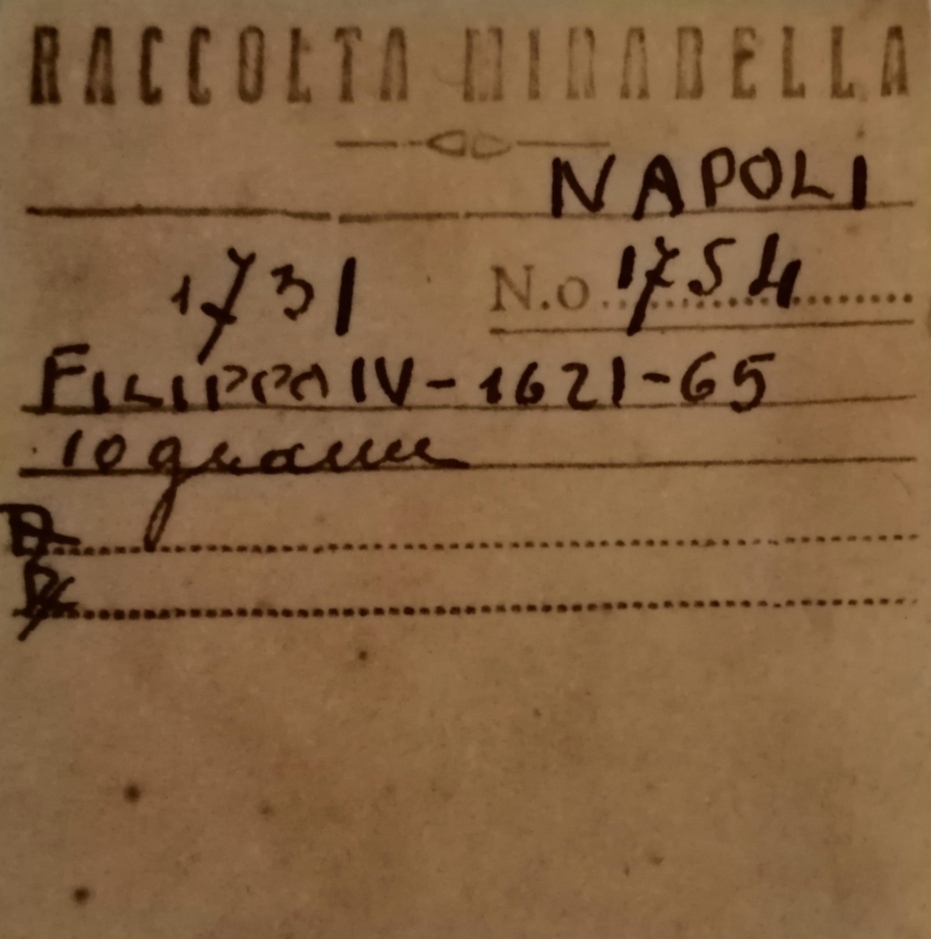 RACCOLTA MIRABELLA
NAPOLI
1731 N.o 1754
FILIPPO IV - 1621-65
10 grana
D